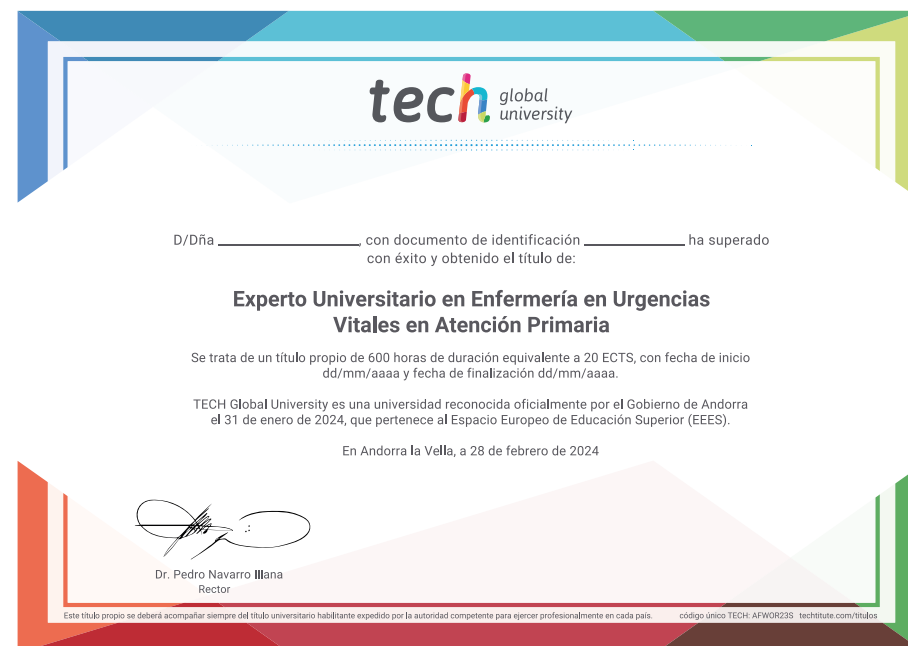 tech global university
D/Dña ____________________, con documento de identificación ______________ ha superado
con éxito y obtenido el título de:
Experto Universitario en Enfermería en Urgencias
Vitales en Atención Primaria
Se trata de un título propio de 600 horas de duración equivalente a 20 ECTS, con fecha de inicio
dd/mm/aaaa y fecha de finalización dd/mm/aaaa.
TECH Global University es una universidad reconocida oficialmente por el Gobierno de Andorra
el 31 de enero de 2024, que pertenece al Espacio Europeo de Educación Superior (EEES).
En Andorra la Vella, a 28 de febrero de 2024
Dr. Pedro Navarro Illana
Rector
Este título propio se deberá acompañar siempre del título universitario habilitante expedido por la autoridad competente para ejercer profesionalmente en cada país. código único TECH: AFWOR23S techtitute.com/titulos